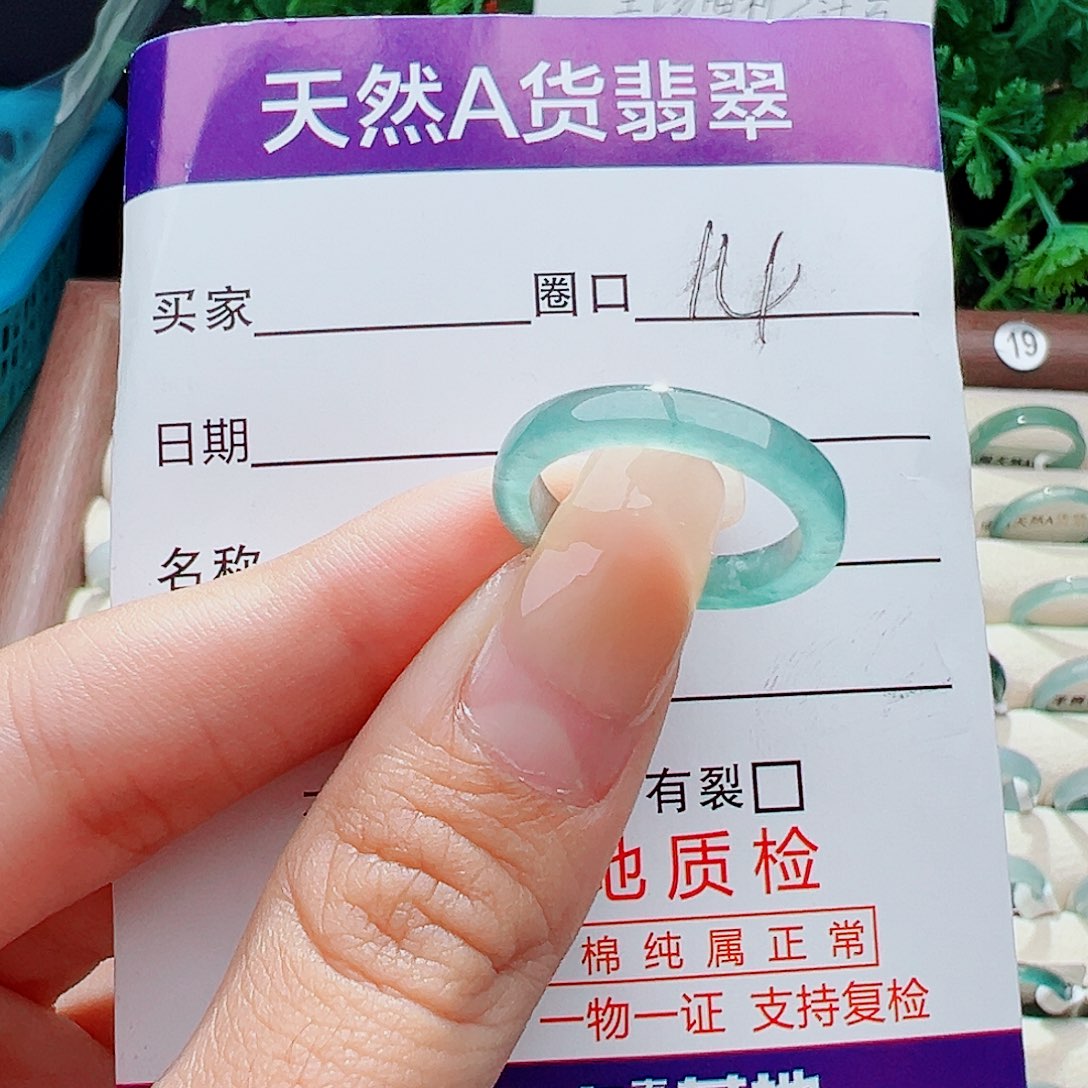 天然A货翡翠
买家 圈口 14
19
日期
名称
有裂
地质检
棉纯属正常
一物一证 支持复检